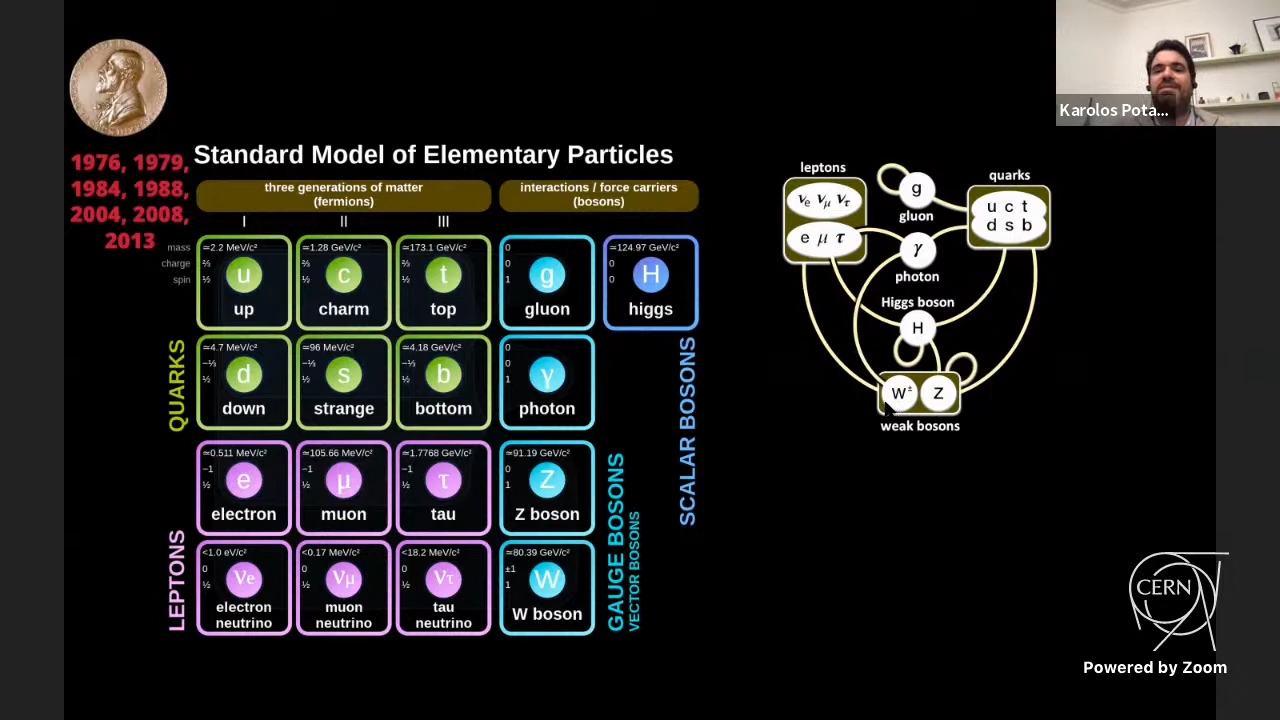 Karolos Pota...
1976, 1979,
1984, 1988,
2004, 2008,
2013
Standard Model of Elementary Particles
three generations of matter
(fermions)
interactions / force carriers
(bosons)
I II III
mass
charge
spin
≃2.2 MeV/c²
⅔
½
u
up
≃1.28 GeV/c²
⅔
½
c
charm
≃173.1 GeV/c²
⅔
½
t
top
0
0
1
g
gluon
≃124.97 GeV/c²
0
0
H
higgs
QUARKS
≃4.7 MeV/c²
−⅓
½
d
down
≃96 MeV/c²
−⅓
½
s
strange
≃4.18 GeV/c²
−⅓
½
b
bottom
0
0
1
γ
photon
SCALAR BOSONS
LEPTONS
≃0.511 MeV/c²
−1
½
e
electron
≃105.66 MeV/c²
−1
½
μ
muon
≃1.7768 GeV/c²
−1
½
τ
tau
≃91.19 GeV/c²
0
1
Z
Z boson
<1.0 eV/c²
0
½
νe
electron
neutrino
<0.17 MeV/c²
0
½
νμ
muon
neutrino
<18.2 MeV/c²
0
½
ντ
tau
neutrino
≃80.39 GeV/c²
±1
1
W
W boson
GAUGE BOSONS
VECTOR BOSONS
leptons
νe νμ ντ
e μ τ
g
gluon
quarks
u c t
d s b
γ
photon
Higgs boson
H
W± Z
weak bosons
CERN
Powered by Zoom